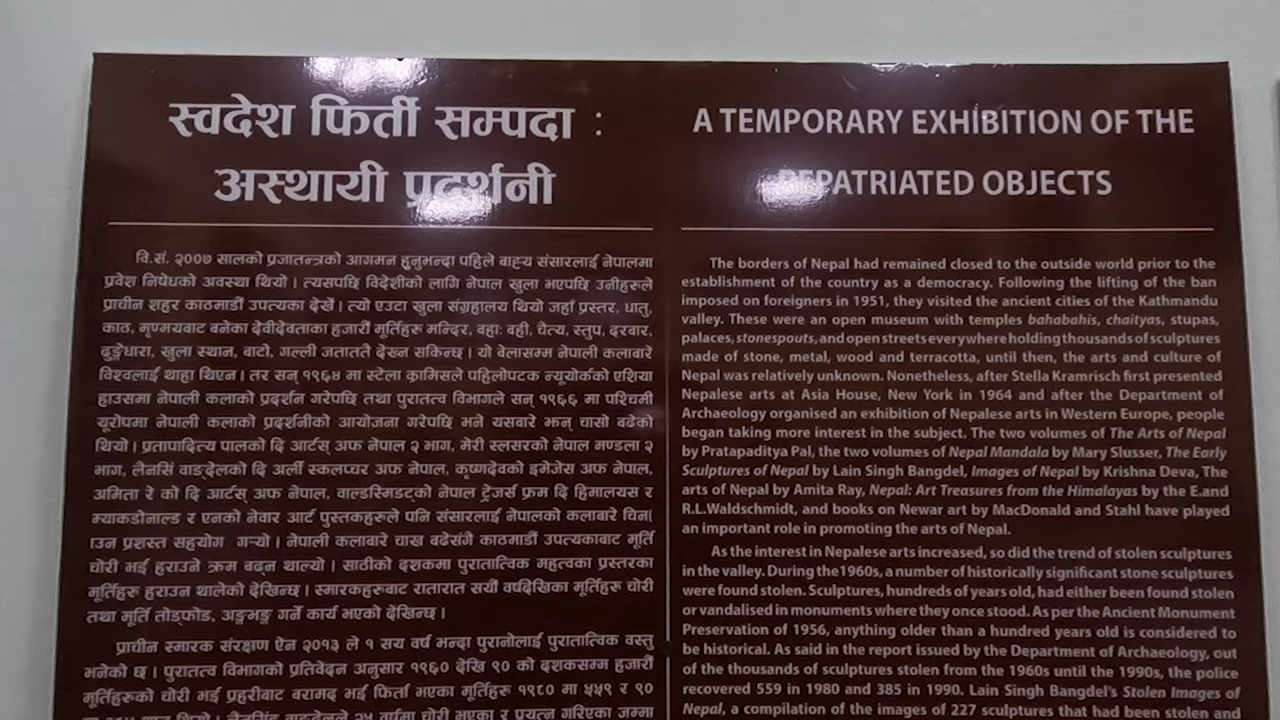 स्वदेश फिर्ती सम्पदा :
अस्थायी प्रदर्शनी
वि.सं. २००७ सालको प्रजातन्त्रको आगमन हुनुभन्दा पहिले बाह्य संसारलाई नेपालमा
प्रवेश निषेधको अवस्था थियो । त्यसपछि विदेशीको लागि नेपाल खुला भएपछि उनीहरूले
प्राचीन शहर काठमाडौं उपत्यका देखेँ । त्यो एउटा खुला संग्रहालय थियो जहाँ प्रस्तर, धातु,
काठ, मृण्मयबाट बनेका देवीदेवताका हजारौं मूर्तिहरू मन्दिर, बहाः बही, चैत्य, स्तुप, दरबार,
ढुङ्गेधारा, खुला स्थान, बाटो, गल्ली जताततै देख्न सकिन्छ । यो बेलासम्म नेपाली कलाबारे
विश्वलाई थाहा थिएन । तर सन् १९६४ मा स्टेला क्रामिसले पहिलोपटक न्यूयोर्कको एशिया
हाउसमा नेपाली कलाको प्रदर्शन गरेपछि तथा पुरातत्व विभागले सन् १९६६ मा पश्चिमी
यूरोपमा नेपाली कलाको प्रदर्शनीको आयोजना गरेपछि भने यसबारे झन् चासो बढेको
थियो । प्रतापादित्य पालको दि आर्टस् अफ नेपाल २ भाग, मेरी स्लसरको नेपाल मण्डला २
भाग, लैनसिं वाङ्देलको दि अर्ली स्कलप्चर अफ नेपाल, कृष्णदेवको इमेजेस अफ नेपाल,
अमिता रे को दि आर्टस् अफ नेपाल, वाल्डस्मिडट्को नेपाल ट्रेजर्स फ्रम दि हिमालयस र
म्याकडोनाल्ड र एनको नेवार आर्ट पुस्तकहरूले पनि संसारलाई नेपालको कलाबारे चिना
उन प्रशस्त सहयोग गऱ्यो । नेपाली कलाबारे चाख बढेसंगै काठमाडौं उपत्यकाबाट मूर्ति
चोरी भई हराउने क्रम बढ्न थाल्यो । साठीको दशकमा पुरातात्विक महत्वका प्रस्तरका
मूर्तिहरू हराउन थालेको देखिन्छ । स्मारकहरूबाट रातारात सयौं वर्षदेखिका मूर्तिहरू चोरी
तथा मूर्ति तोड्फोड, अङ्गभङ्ग गर्ने कार्य भएको देखिन्छ ।
प्राचीन स्मारक संरक्षण ऐन २०१३ ले १ सय वर्ष भन्दा पुरानोलाई पुरातात्विक वस्तु
भनेको छ । पुरातत्व विभागको प्रतिवेदन अनुसार १९६० देखि ९० को दशकसम्म हजारौं
मूर्तिहरूको चोरी भई प्रहरीबाट बरामद भई फिर्ता भएका मूर्तिहरू १९८० मा ५५९ र ९०
A TEMPORARY EXHIBITION OF THE
REPATRIATED OBJECTS
The borders of Nepal had remained closed to the outside world prior to the
establishment of the country as a democracy. Following the lifting of the ban
imposed on foreigners in 1951, they visited the ancient cities of the Kathmandu
valley. These were an open museum with temples bahabahis, chaityas, stupas,
palaces, stonespouts, and open streets everywhere holding thousands of sculptures
made of stone, metal, wood and terracotta, until then, the arts and culture of
Nepal was relatively unknown. Nonetheless, after Stella Kramrisch first presented
Nepalese arts at Asia House, New York in 1964 and after the Department of
Archaeology organised an exhibition of Nepalese arts in Western Europe, people
began taking more interest in the subject. The two volumes of The Arts of Nepal
by Pratapaditya Pal, the two volumes of Nepal Mandala by Mary Slusser, The Early
Sculptures of Nepal by Lain Singh Bangdel, Images of Nepal by Krishna Deva, The
arts of Nepal by Amita Ray, Nepal: Art Treasures from the Himalayas by the E.and
R.L.Waldschmidt, and books on Newar art by MacDonald and Stahl have played
an important role in promoting the arts of Nepal.
As the interest in Nepalese arts increased, so did the trend of stolen sculptures
in the valley. During the 1960s, a number of historically significant stone sculptures
were found stolen. Sculptures, hundreds of years old, had either been found stolen
or vandalised in monuments where they once stood. As per the Ancient Monument
Preservation of 1956, anything older than a hundred years old is considered to
be historical. As said in the report issued by the Department of Archaeology, out
of the thousands of sculptures stolen from the 1960s until the 1990s, the police
recovered 559 in 1980 and 385 in 1990. Lain Singh Bangdel's Stolen Images of
Nepal, a compilation of the images of 227 sculptures that had been stolen and